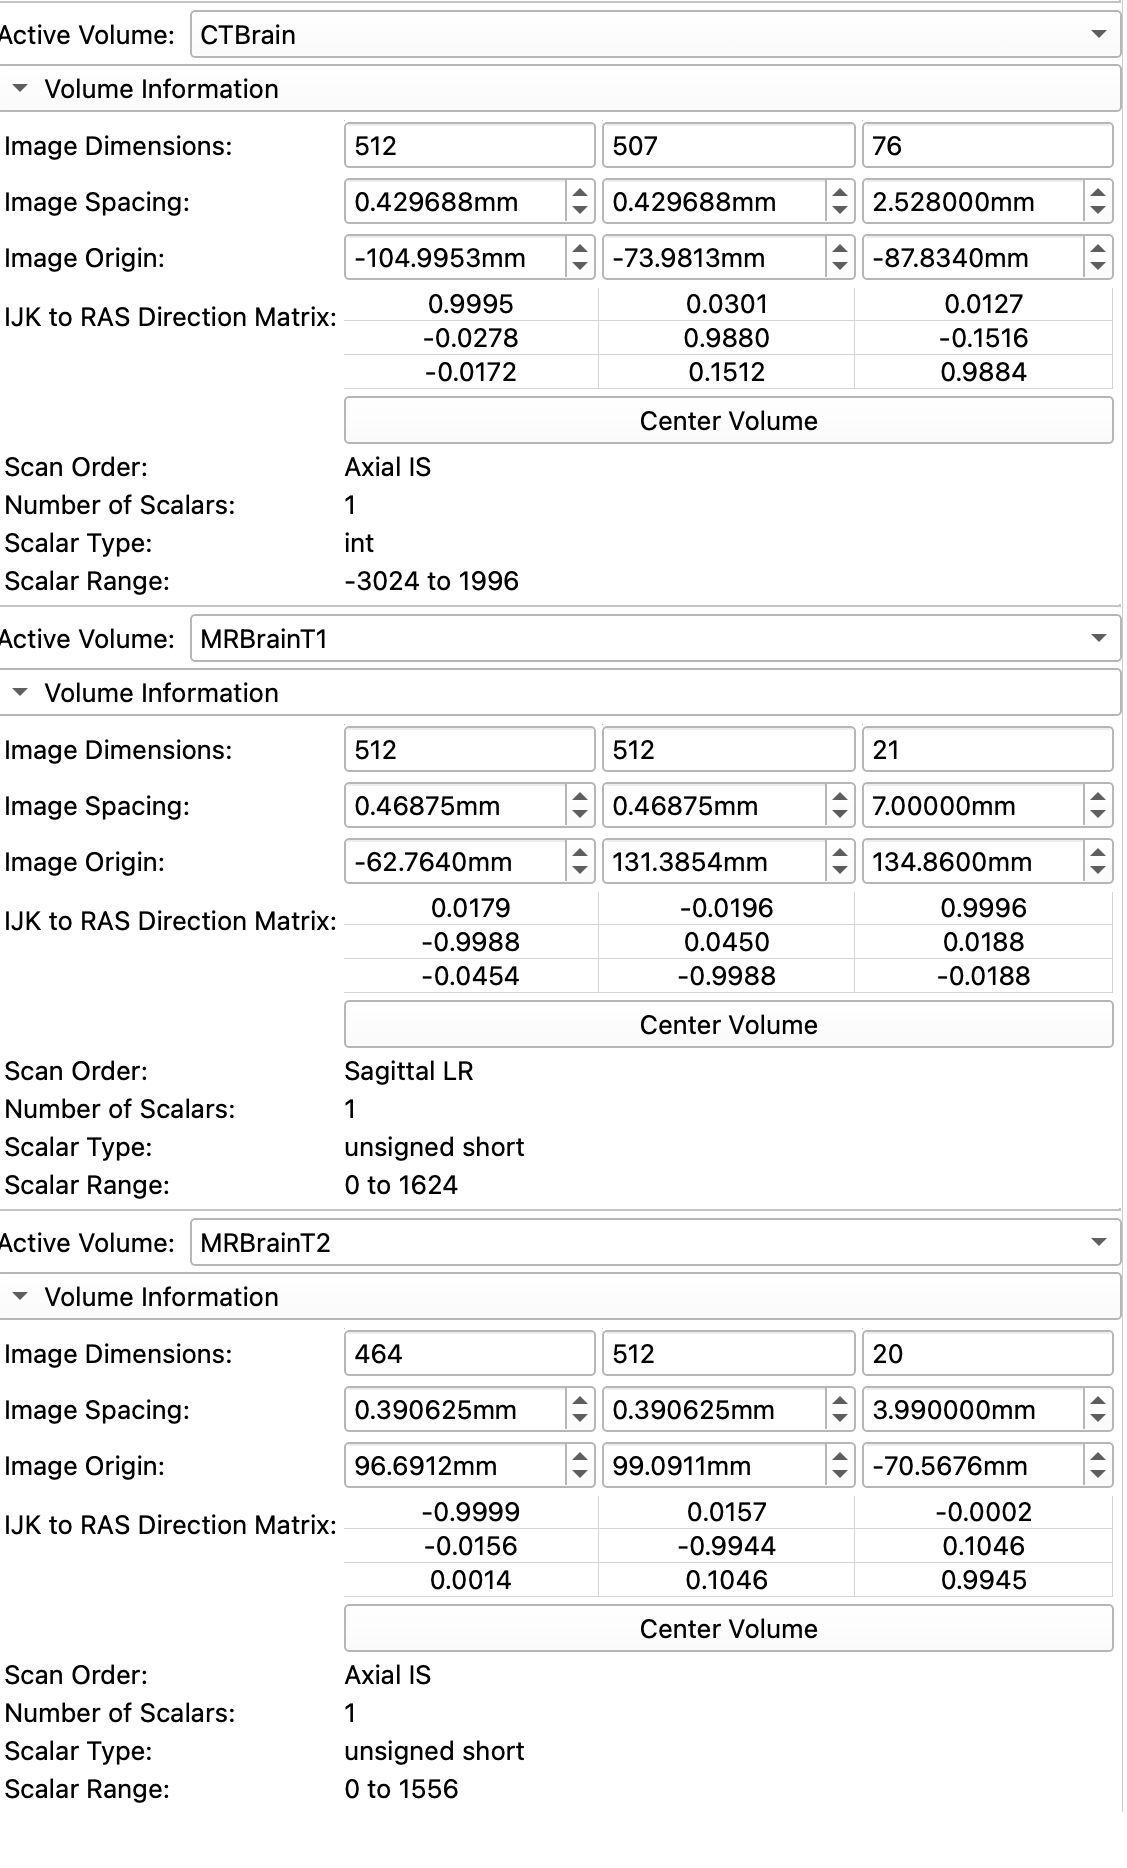 Active Volume: CTBrain
Volume Information
Image Dimensions: 512 507 76
Image Spacing: 0.429688mm 0.429688mm 2.528000mm
Image Origin: -104.9953mm -73.9813mm -87.8340mm
IJK to RAS Direction Matrix: 0.9995 0.0301 0.0127
-0.0278 0.9880 -0.1516
-0.0172 0.1512 0.9884
Center Volume
Scan Order: Axial IS
Number of Scalars: 1
Scalar Type: int
Scalar Range: -3024 to 1996
Active Volume: MRBrainT1
Volume Information
Image Dimensions: 512 512 21
Image Spacing: 0.46875mm 0.46875mm 7.00000mm
Image Origin: -62.7640mm 131.3854mm 134.8600mm
IJK to RAS Direction Matrix: 0.0179 -0.0196 0.9996
-0.9988 0.0450 0.0188
-0.0454 -0.9988 -0.0188
Center Volume
Scan Order: Sagittal LR
Number of Scalars: 1
Scalar Type: unsigned short
Scalar Range: 0 to 1624
Active Volume: MRBrainT2
Volume Information
Image Dimensions: 464 512 20
Image Spacing: 0.390625mm 0.390625mm 3.990000mm
Image Origin: 96.6912mm 99.0911mm -70.5676mm
IJK to RAS Direction Matrix: -0.9999 0.0157 -0.0002
-0.0156 -0.9944 0.1046
0.0014 0.1046 0.9945
Center Volume
Scan Order: Axial IS
Number of Scalars: 1
Scalar Type: unsigned short
Scalar Range: 0 to 1556